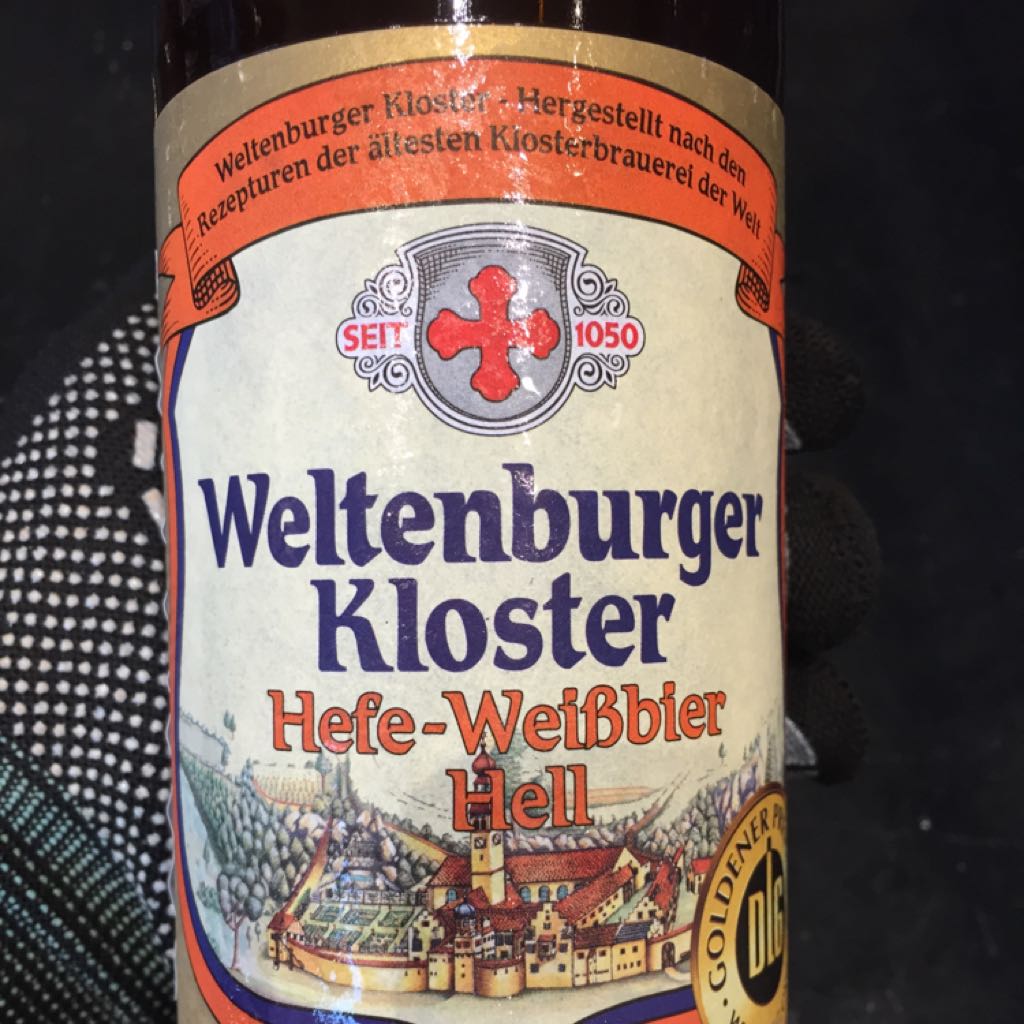 Weltenburger Kloster - Hergestellt nach den
Rezepturen der ältesten Klosterbrauerei der Welt
SEIT 1050
Weltenburger
Kloster
Hefe-Weißbier
Hell
GOLDENER
DLG